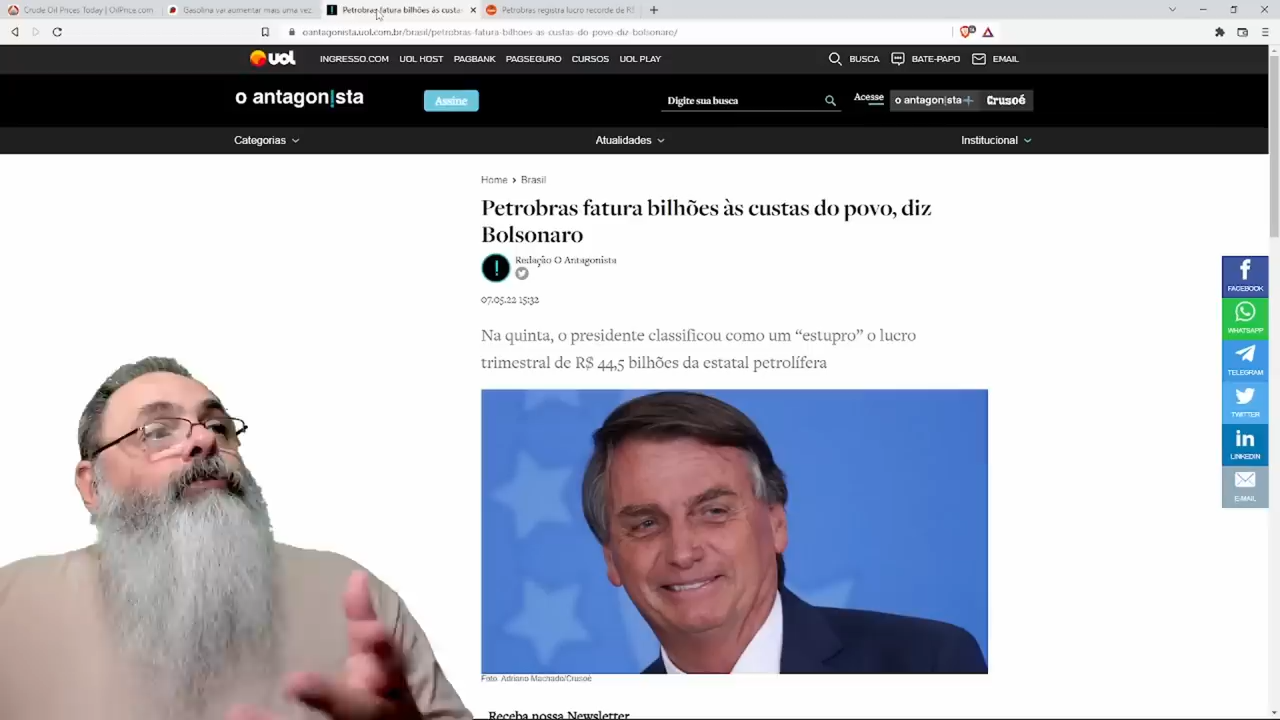 Crude Oil Prices Today | OilPrice.com
Gasolina vai aumentar mais uma vez
Petrobras fatura bilhões às custas
Petrobras registra lucro recorde de R$
oantagonista.uol.com.br/brasil/petrobras-fatura-bilhoes-as-custas-do-povo-diz-bolsonaro/
UOL
INGRESSO.COM UOL HOST PAGBANK PAGSEGURO CURSOS UOL PLAY
BUSCA BATE-PAPO EMAIL
o antagon!sta
Assine
Digite sua busca
Acesse
o antagon|sta+
Crusoé
Categorias
Atualidades
Institucional
Home › Brasil
Petrobras fatura bilhões às custas do povo, diz
Bolsonaro
!
Redação O Antagonista
07.05.22 15:32
Na quinta, o presidente classificou como um “estupro” o lucro
trimestral de R$ 44,5 bilhões da estatal petrolífera
FACEBOOK
WHATSAPP
TELEGRAM
TWITTER
LINKEDIN
E-MAIL
Foto: Adriano Machado/Crusoé
Receba nossa Newsletter